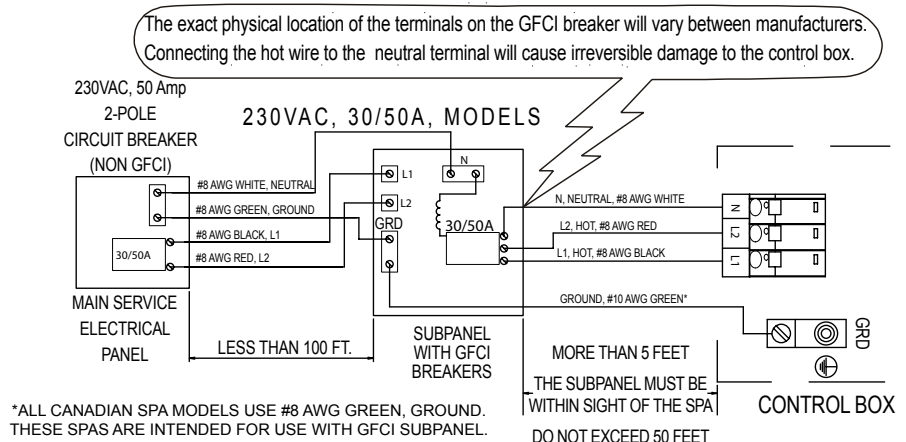 The exact physical location of the terminals on the GFCI breaker will vary between manufacturers.
Connecting the hot wire to the neutral terminal will cause irreversible damage to the control box.
230VAC, 50 Amp
2-POLE
CIRCUIT BREAKER
(NON GFCI)
230VAC, 30/50A, MODELS
#8 AWG WHITE, NEUTRAL
#8 AWG GREEN, GROUND
#8 AWG BLACK, L1
#8 AWG RED, L2
30/50A
MAIN SERVICE
ELECTRICAL
PANEL
LESS THAN 100 FT.
L1
L2
GRD
N
30/50A
SUBPANEL
WITH GFCI
BREAKERS
N, NEUTRAL, #8 AWG WHITE
L2, HOT, #8 AWG RED
L1, HOT, #8 AWG BLACK
GROUND, #10 AWG GREEN*
MORE THAN 5 FEET
THE SUBPANEL MUST BE
WITHIN SIGHT OF THE SPA
DO NOT EXCEED 50 FEET
N
L2
L1
GRD
CONTROL BOX
*ALL CANADIAN SPA MODELS USE #8 AWG GREEN, GROUND.
THESE SPAS ARE INTENDED FOR USE WITH GFCI SUBPANEL.